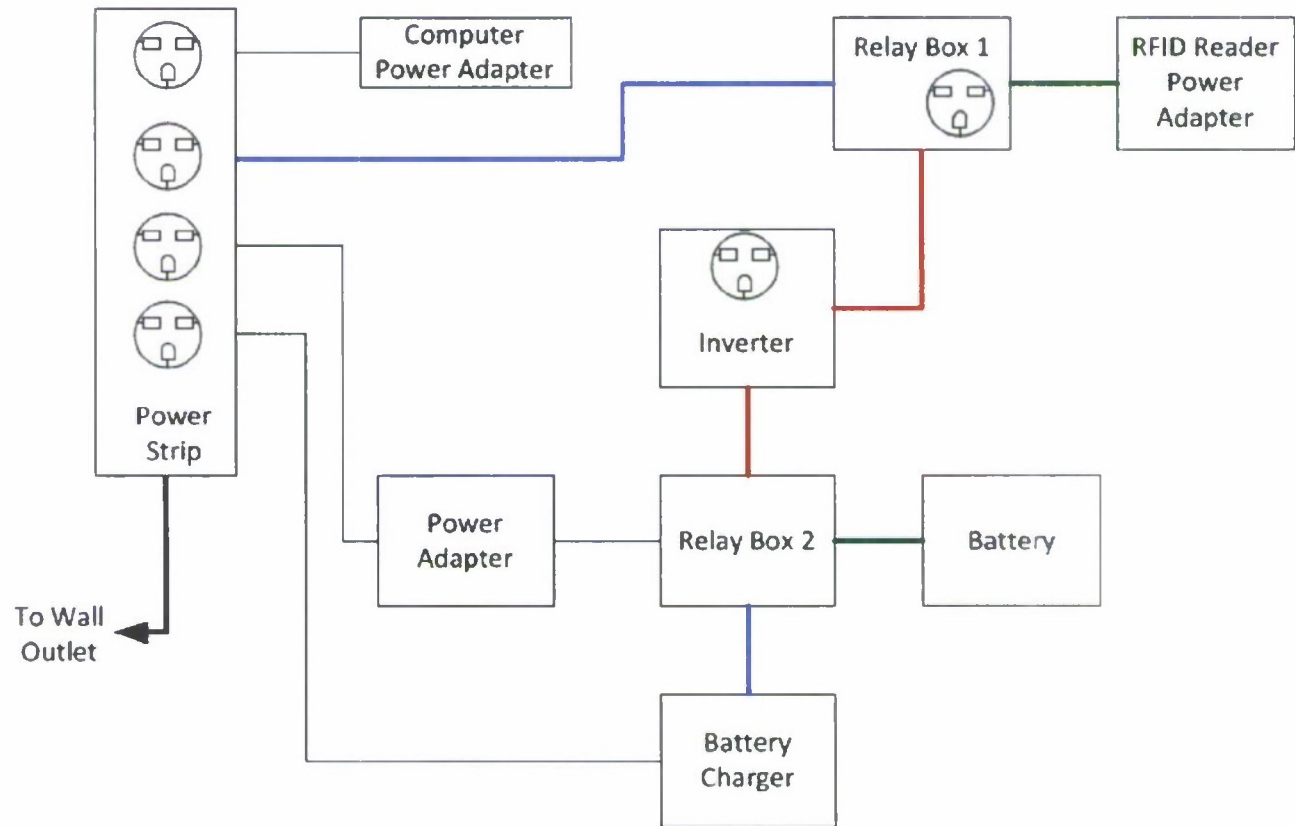 Computer
Power Adapter
Relay Box 1
RFID Reader
Power
Adapter
Inverter
Power
Strip
Power
Adapter
Relay Box 2
Battery
To Wall
Outlet
Battery
Charger